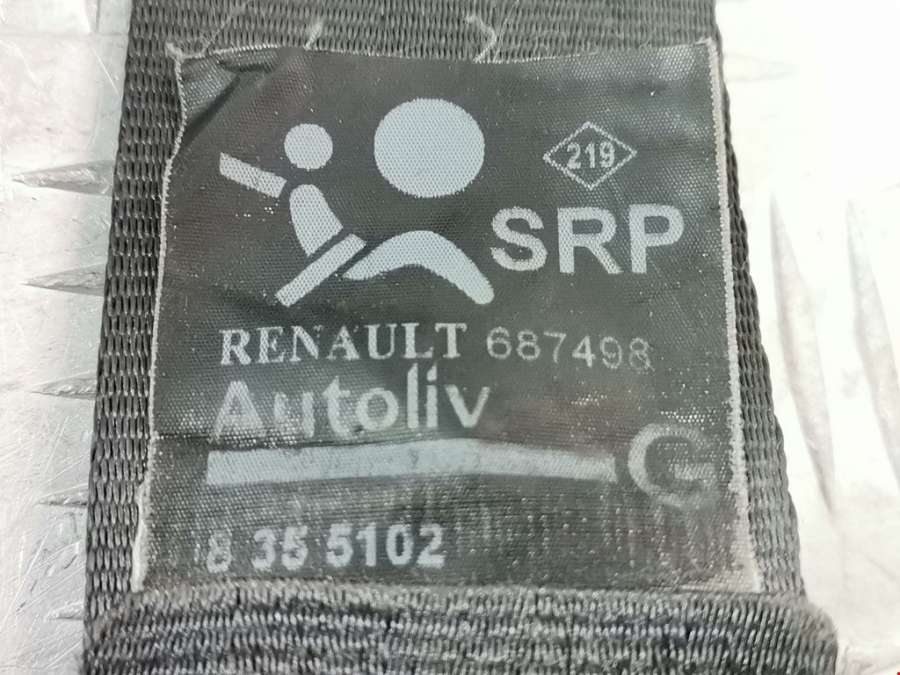 219
SRP
RENAULT 687498
Autoliv
G
8 35 5102